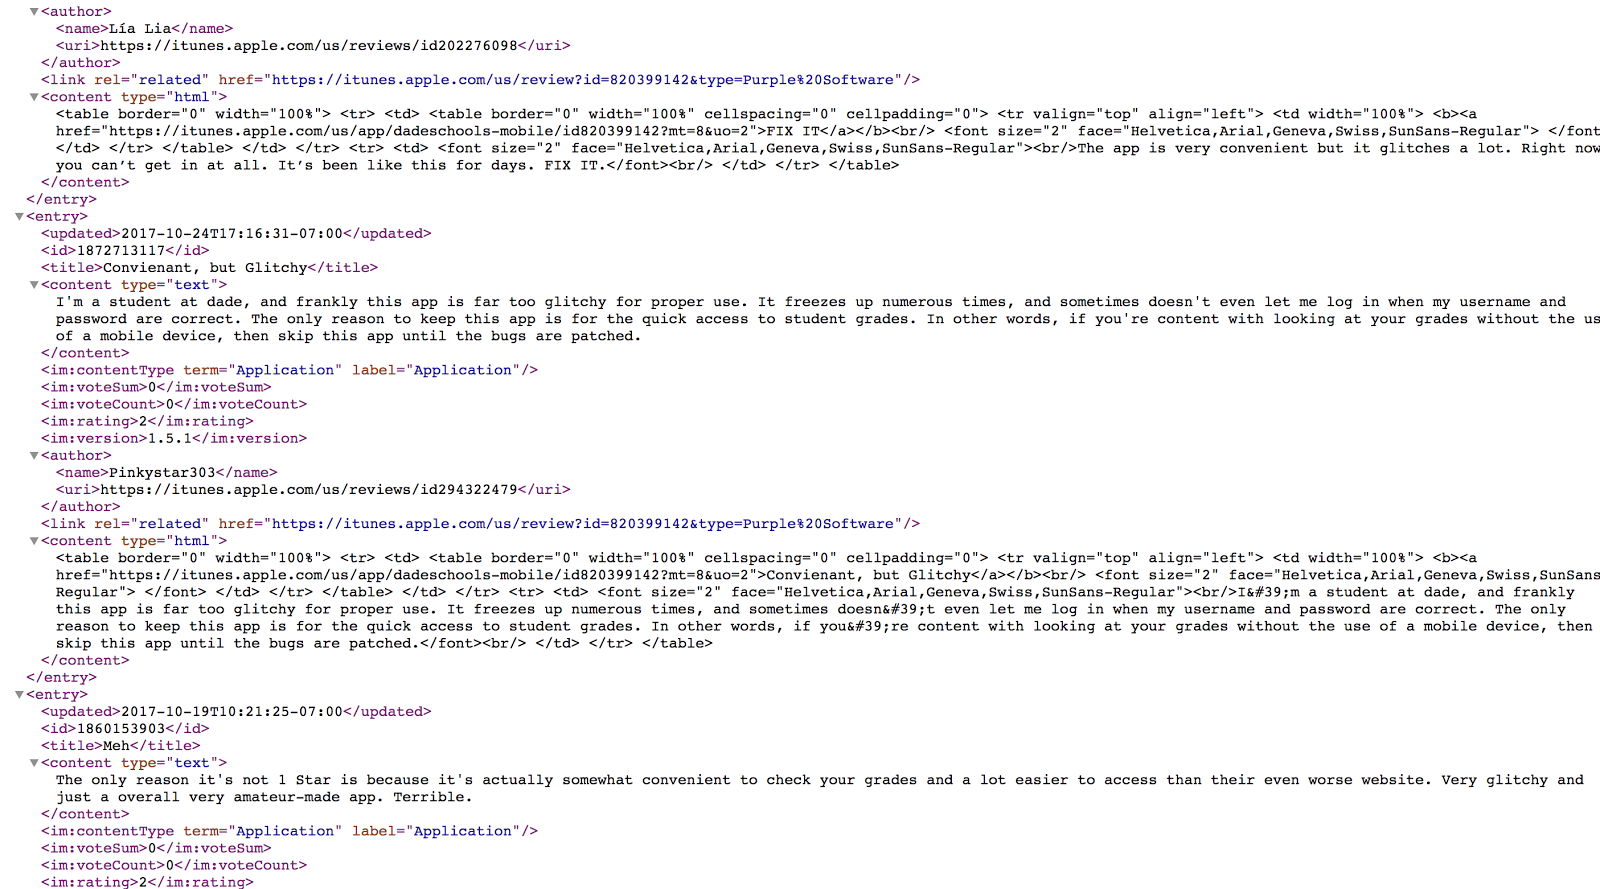 ▼<author>
<name>Lía Lia</name>
<uri>https://itunes.apple.com/us/reviews/id202276098</uri>
</author>
<link rel="related" href="https://itunes.apple.com/us/review?id=820399142&type=Purple%20Software"/>
▼<content type="html">
<table border="0" width="100%"> <tr> <td> <table border="0" width="100%" cellspacing="0" cellpadding="0"> <tr valign="top" align="left"> <td width="100%"> <b><a
href="https://itunes.apple.com/us/app/dadeschools-mobile/id820399142?mt=8&uo=2">FIX IT</a></b><br/> <font size="2" face="Helvetica,Arial,Geneva,Swiss,SunSans-Regular"> </font
</td> </tr> </table> </td> </tr> <tr> <td> <font size="2" face="Helvetica,Arial,Geneva,Swiss,SunSans-Regular"><br/>The app is very convenient but it glitches a lot. Right now
you can’t get in at all. It’s been like this for days. FIX IT.</font><br/> </td> </tr> </table>
</content>
</entry>
▼<entry>
<updated>2017-10-24T17:16:31-07:00</updated>
<id>1872713117</id>
<title>Convienant, but Glitchy</title>
▼<content type="text">
I'm a student at dade, and frankly this app is far too glitchy for proper use. It freezes up numerous times, and sometimes doesn't even let me log in when my username and
password are correct. The only reason to keep this app is for the quick access to student grades. In other words, if you're content with looking at your grades without the us
of a mobile device, then skip this app until the bugs are patched.
</content>
<im:contentType term="Application" label="Application"/>
<im:voteSum>0</im:voteSum>
<im:voteCount>0</im:voteCount>
<im:rating>2</im:rating>
<im:version>1.5.1</im:version>
▼<author>
<name>Pinkystar303</name>
<uri>https://itunes.apple.com/us/reviews/id294322479</uri>
</author>
<link rel="related" href="https://itunes.apple.com/us/review?id=820399142&type=Purple%20Software"/>
▼<content type="html">
<table border="0" width="100%"> <tr> <td> <table border="0" width="100%" cellspacing="0" cellpadding="0"> <tr valign="top" align="left"> <td width="100%"> <b><a
href="https://itunes.apple.com/us/app/dadeschools-mobile/id820399142?mt=8&uo=2">Convienant, but Glitchy</a></b><br/> <font size="2" face="Helvetica,Arial,Geneva,Swiss,SunSans
Regular"> </font> </td> </tr> </table> </td> </tr> <tr> <td> <font size="2" face="Helvetica,Arial,Geneva,Swiss,SunSans-Regular"><br/>I&#39;m a student at dade, and frankly
this app is far too glitchy for proper use. It freezes up numerous times, and sometimes doesn&#39;t even let me log in when my username and password are correct. The only
reason to keep this app is for the quick access to student grades. In other words, if you&#39;re content with looking at your grades without the use of a mobile device, then
skip this app until the bugs are patched.</font><br/> </td> </tr> </table>
</content>
</entry>
▼<entry>
<updated>2017-10-19T10:21:25-07:00</updated>
<id>1860153903</id>
<title>Meh</title>
▼<content type="text">
The only reason it's not 1 Star is because it's actually somewhat convenient to check your grades and a lot easier to access than their even worse website. Very glitchy and
just a overall very amateur-made app. Terrible.
</content>
<im:contentType term="Application" label="Application"/>
<im:voteSum>0</im:voteSum>
<im:voteCount>0</im:voteCount>
<im:rating>2</im:rating>